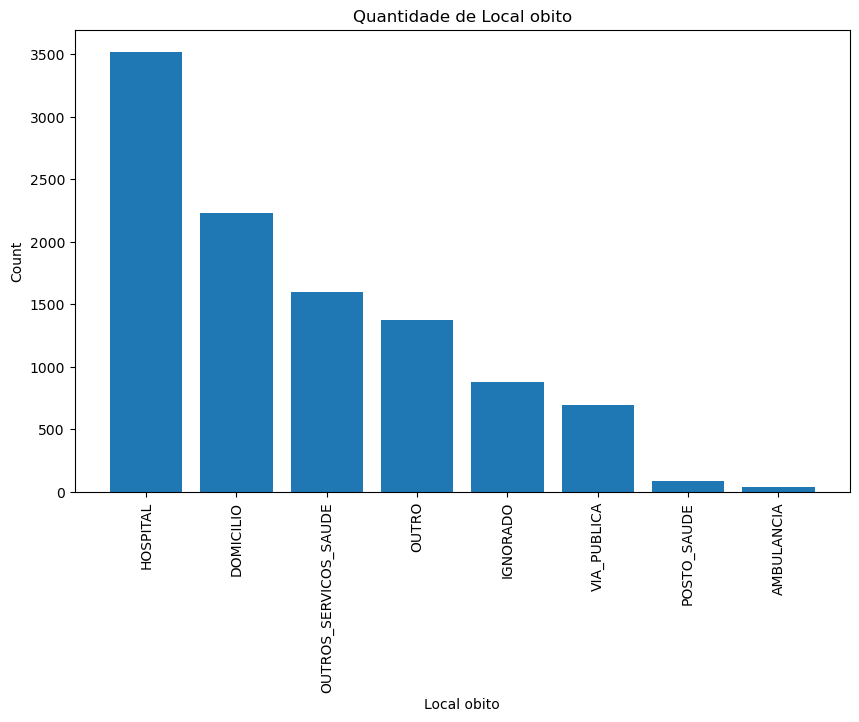 Quantidade de Local obito
Count
3500
3000
2500
2000
1500
1000
500
0
HOSPITAL
DOMICILIO
OUTROS_SERVICOS_SAUDE
OUTRO
IGNORADO
VIA_PUBLICA
POSTO_SAUDE
AMBULANCIA
Local obito